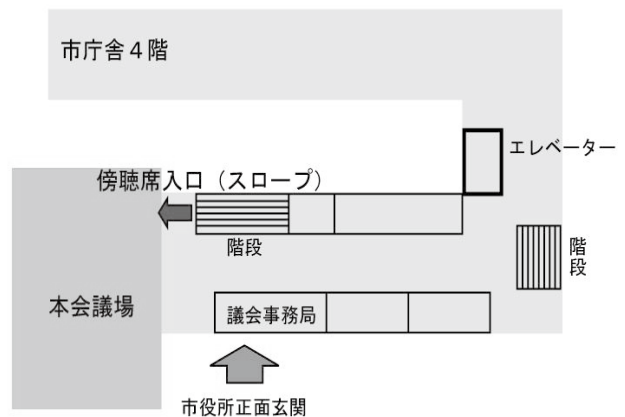 市庁舎４階
エレベーター
傍聴席入口（スロープ）
階段
階段
本会議場
議会事務局
市役所正面玄関